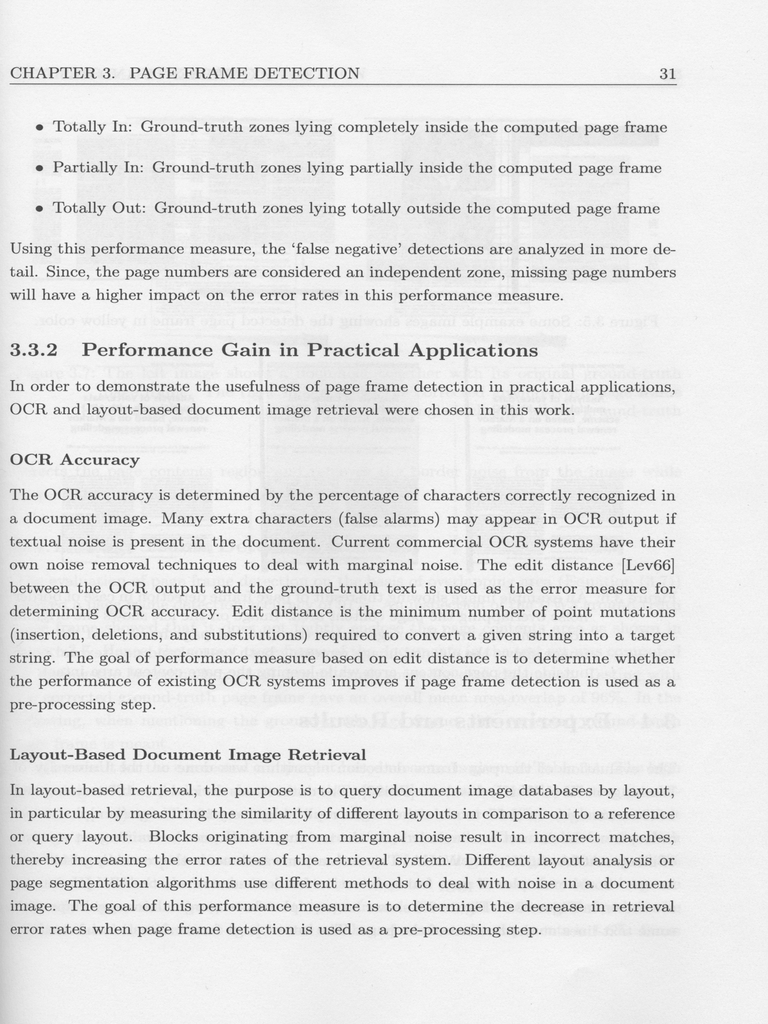 CHAPTER 3. PAGE FRAME DETECTION 31
• Totally In: Ground-truth zones lying completely inside the computed page frame
• Partially In: Ground-truth zones lying partially inside the computed page frame
• Totally Out: Ground-truth zones lying totally outside the computed page frame
Using this performance measure, the ‘false negative’ detections are analyzed in more de-
tail. Since, the page numbers are considered an independent zone, missing page numbers
will have a higher impact on the error rates in this performance measure.
3.3.2 Performance Gain in Practical Applications
In order to demonstrate the usefulness of page frame detection in practical applications,
OCR and layout-based document image retrieval were chosen in this work.
OCR Accuracy
The OCR accuracy is determined by the percentage of characters correctly recognized in
a document image. Many extra characters (false alarms) may appear in OCR output if
textual noise is present in the document. Current commercial OCR systems have their
own noise removal techniques to deal with marginal noise. The edit distance [Lev66]
between the OCR output and the ground-truth text is used as the error measure for
determining OCR accuracy. Edit distance is the minimum number of point mutations
(insertion, deletions, and substitutions) required to convert a given string into a target
string. The goal of performance measure based on edit distance is to determine whether
the performance of existing OCR systems improves if page frame detection is used as a
pre-processing step.
Layout-Based Document Image Retrieval
In layout-based retrieval, the purpose is to query document image databases by layout,
in particular by measuring the similarity of different layouts in comparison to a reference
or query layout. Blocks originating from marginal noise result in incorrect matches,
thereby increasing the error rates of the retrieval system. Different layout analysis or
page segmentation algorithms use different methods to deal with noise in a document
image. The goal of this performance measure is to determine the decrease in retrieval
error rates when page frame detection is used as a pre-processing step.